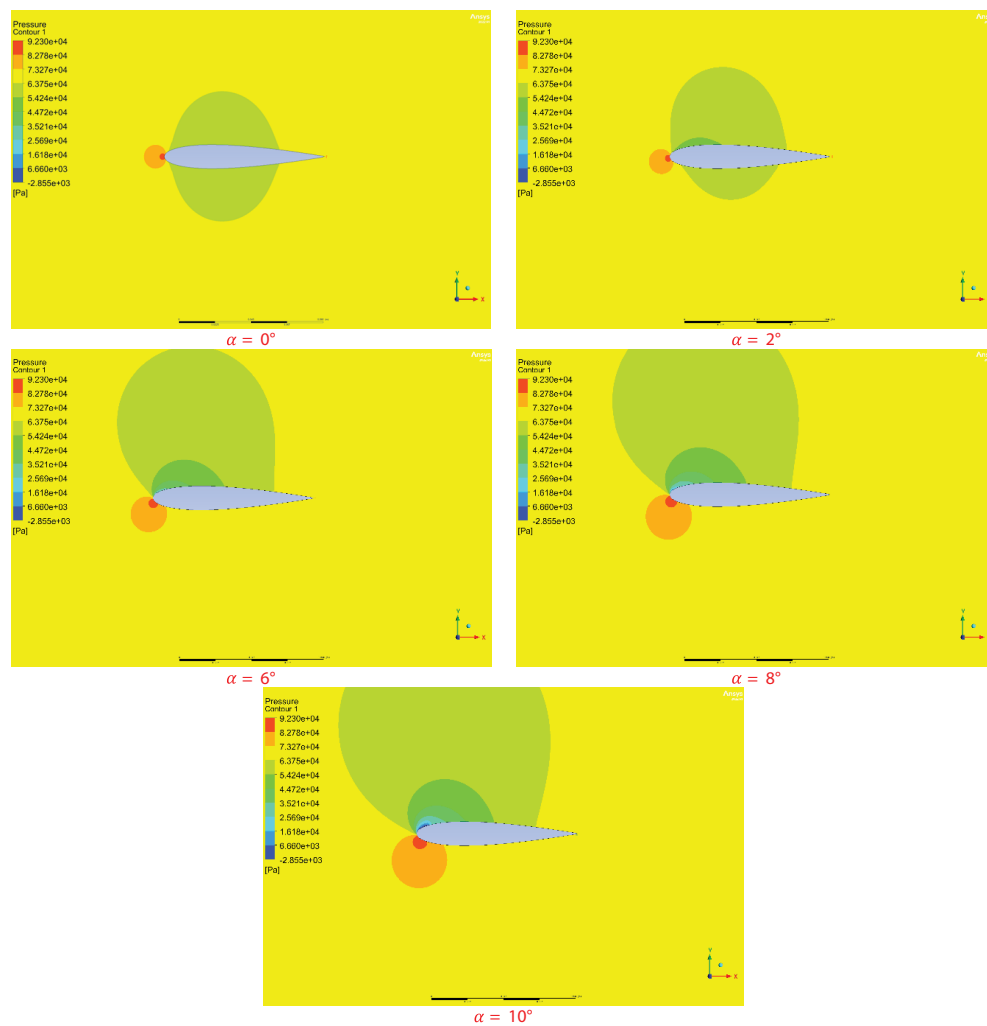 Ansys
Pressure
Contour 1
9.230e+04
8.278e+04
7.327e+04
6.375e+04
5.424e+04
4.472e+04
3.521e+04
2.569e+04
1.618e+04
6.660e+03
-2.855e+03
[Pa]
Y
X
α = 0°
Ansys
Pressure
Contour 1
9.230e+04
8.278e+04
7.327e+04
6.375e+04
5.424e+04
4.472e+04
3.521e+04
2.569e+04
1.618e+04
6.660e+03
-2.855e+03
[Pa]
Y
α = 2°
Ansys
Pressure
Contour 1
9.230e+04
8.278e+04
7.327e+04
6.375e+04
5.424e+04
4.472e+04
3.521e+04
2.569e+04
1.618e+04
6.660e+03
-2.855e+03
[Pa]
Y
X
α = 6°
Ansys
Pressure
Contour 1
9.230e+04
8.278e+04
7.327e+04
6.375e+04
5.424e+04
4.472e+04
3.521e+04
2.569e+04
1.618e+04
6.660e+03
-2.855e+03
[Pa]
Y
α = 8°
Ansys
Pressure
Contour 1
9.230e+04
8.278e+04
7.327e+04
6.375e+04
5.424e+04
4.472e+04
3.521e+04
2.569e+04
1.618e+04
6.660e+03
-2.855e+03
[Pa]
Y
X
α = 10°